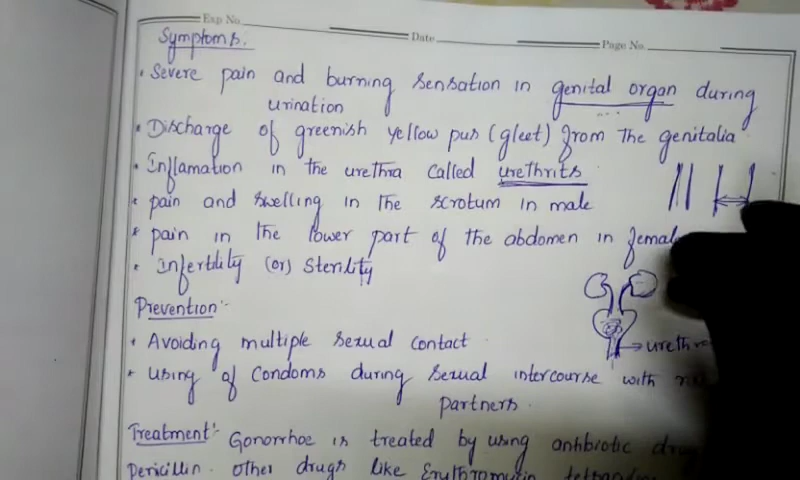 Exp No.
Date
Page No.
Symptoms.
• Severe pain and burning sensation in genital organ during
urination
• Discharge of greenish yellow pus (gleet) from the genitalia
• Inflamation in the urethra called urethrits
• pain and swelling in the scrotum in male
• pain in the lower part of the abdomen in
• Infertility (or) Sterility
Prevention:-
• Avoiding multiple sexual contact
• using of condoms during sexual intercourse with
partners.
Treatment:- Gonorrhoe is treated by using antibiotic
Penicillin. other drugs like Erythromycin